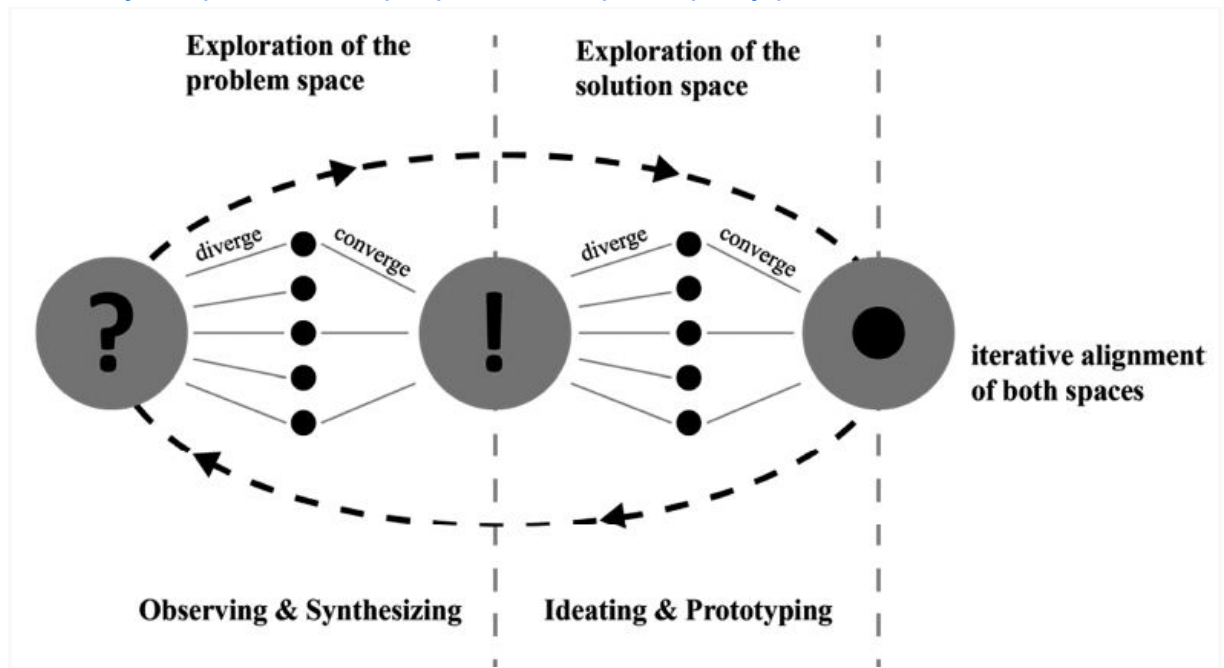 Exploration of the
problem space
Exploration of the
solution space
diverge
converge
diverge
converge
?
!
iterative alignment
of both spaces
Observing & Synthesizing
Ideating & Prototyping